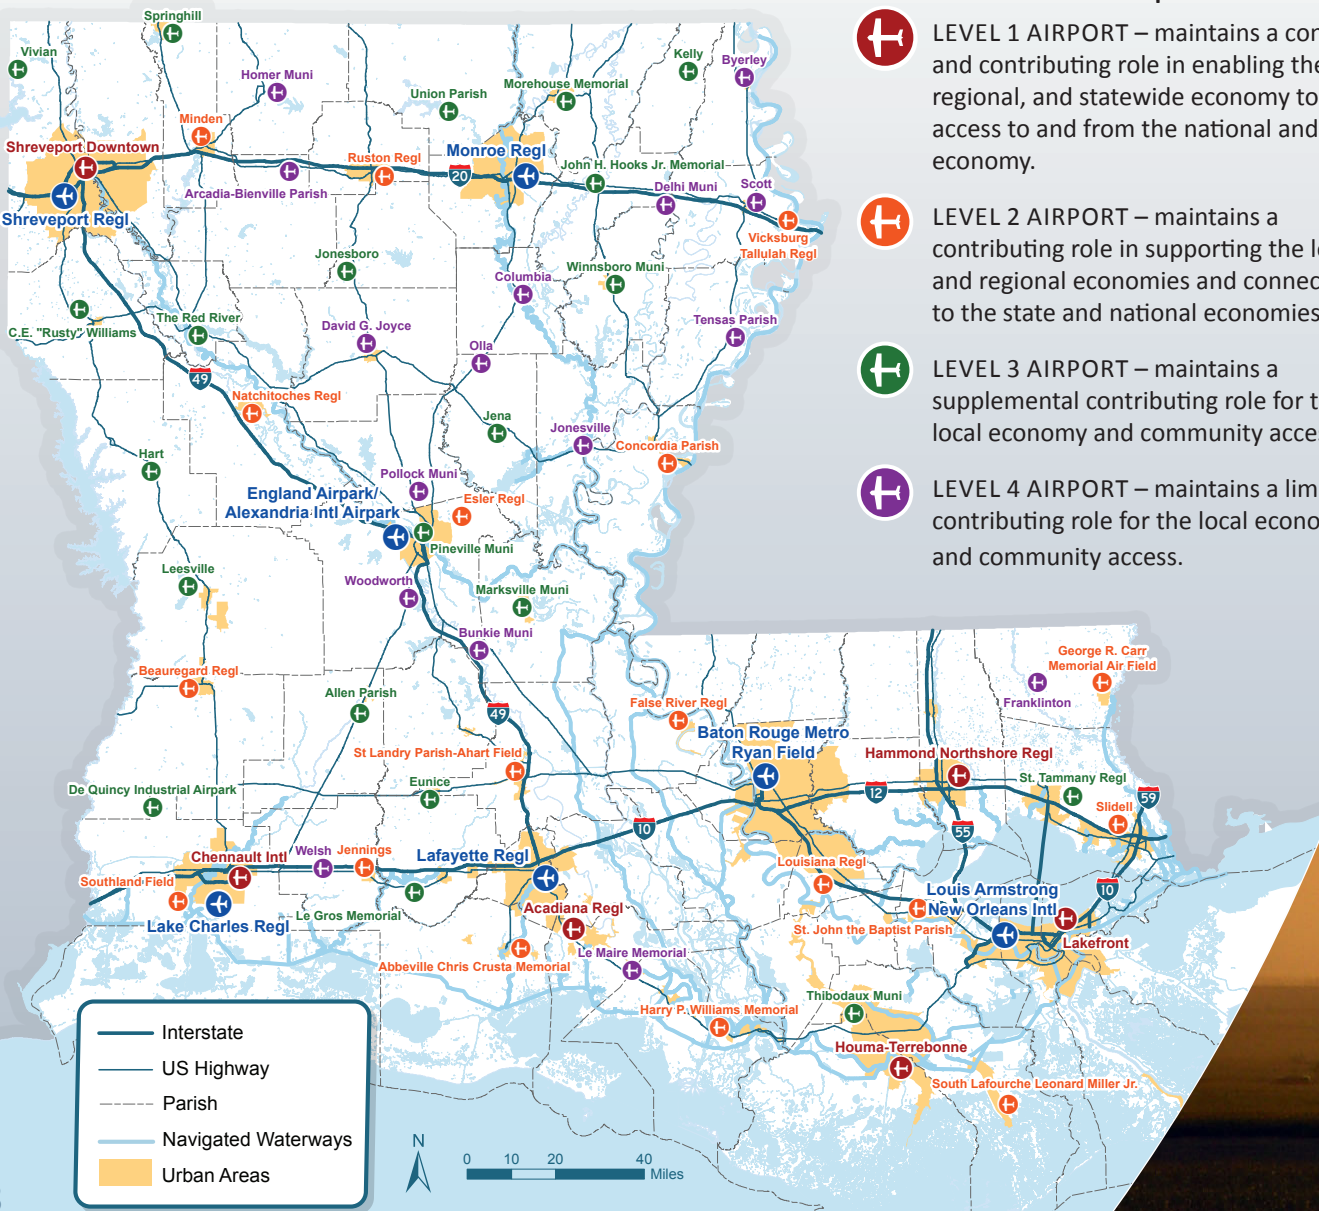 Springhill
Vivian
Homer Muni
Kelly
Byerley
Union Parish
Morehouse Memorial
Minden
Shreveport Downtown
Ruston Regl
Monroe Regl
John H. Hooks Jr. Memorial
20
Arcadia-Bienville Parish
Delhi Muni
Scott
Shreveport Regl
Vicksburg
Tallulah Regl
Jonesboro
Winnsboro Muni
Columbia
C.E. "Rusty" Williams
The Red River
David G. Joyce
Tensas Parish
Olla
49
Natchitoches Regl
Jena
Jonesville
Concordia Parish
Hart
Pollock Muni
England Airpark/
Alexandria Intl Airpark
Esler Regl
Pineville Muni
Leesville
Woodworth
Marksville Muni
Bunkie Muni
Beauregard Regl
George R. Carr
Memorial Air Field
Franklinton
Allen Parish
49
False River Regl
Baton Rouge Metro
Ryan Field
St Landry Parish-Ahart Field
Hammond Northshore Regl
De Quincy Industrial Airpark
Eunice
St. Tammany Regl
12
59
Slidell
10
55
Chennault Intl
Welsh
Jennings
Lafayette Regl
Louisiana Regl
Southland Field
Louis Armstrong
New Orleans Intl
10
Lake Charles Regl
Le Gros Memorial
Acadiana Regl
St. John the Baptist Parish
Lakefront
Abbeville Chris Crusta Memorial
Le Maire Memorial
Harry P. Williams Memorial
Thibodaux Muni
Houma-Terrebonne
South Lafourche Leonard Miller Jr.
LEVEL 1 AIRPORT – maintains a con
and contributing role in enabling the
regional, and statewide economy to
access to and from the national and
economy.
LEVEL 2 AIRPORT – maintains a
contributing role in supporting the lo
and regional economies and connec
to the state and national economies
LEVEL 3 AIRPORT – maintains a
supplemental contributing role for t
local economy and community acce
LEVEL 4 AIRPORT – maintains a lim
contributing role for the local econo
and community access.
Interstate
US Highway
Parish
Navigated Waterways
Urban Areas
N
0 10 20 40
Miles